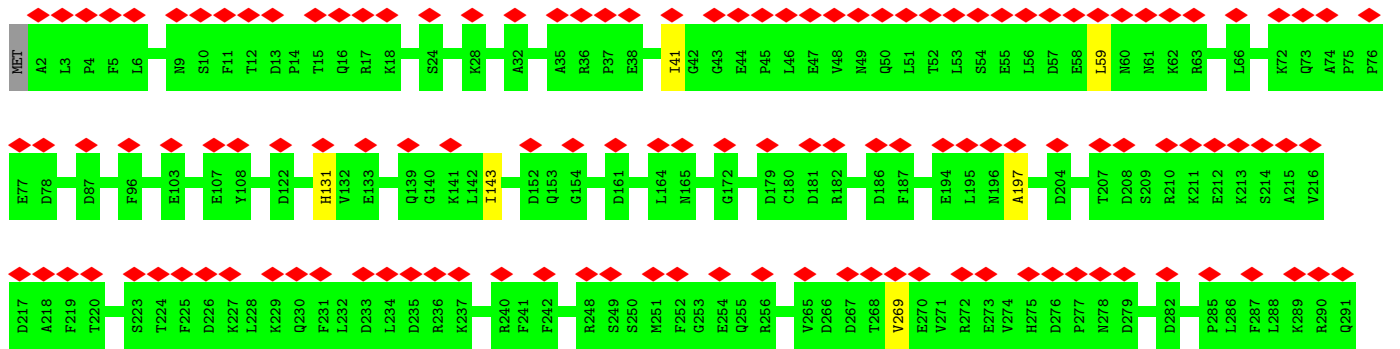 MET A2 L3 P4 F5 L6 N9 S10 F11 T12 D13 P14 T15 Q16 R17 K18 S24 K28 A32 A35 R36 P37 E38 I41 G42 G43 E44 P45 L46 E47 V48 N49 Q50 L51 T52 L53 S54 E55 L56 D57 E58 L59 N60 N61 K62 R63 L66 K72 Q73 A74 P75 P76
E77 D78 D87 F96 E103 E107 Y108 D122 H131 V132 E133 Q139 G140 K141 L142 I143 D152 Q153 G154 D161 L164 N165 G172 D179 C180 D181 R182 D186 F187 E194 L195 N196 A197 D204 T207 D208 S209 R210 K211 E212 K213 S214 A215 V216
D217 A218 F219 T220 S223 T224 F225 D226 K227 L228 K229 Q230 F231 L232 D233 L234 D235 R236 K237 R240 F241 F242 R248 S249 S250 M251 F252 G253 E254 Q255 R256 V265 D266 D267 T268 V269 E270 V271 R272 E273 V274 H275 D276 P277 N278 D279 D282 P285 L286 F287 L288 K289 R290 Q291